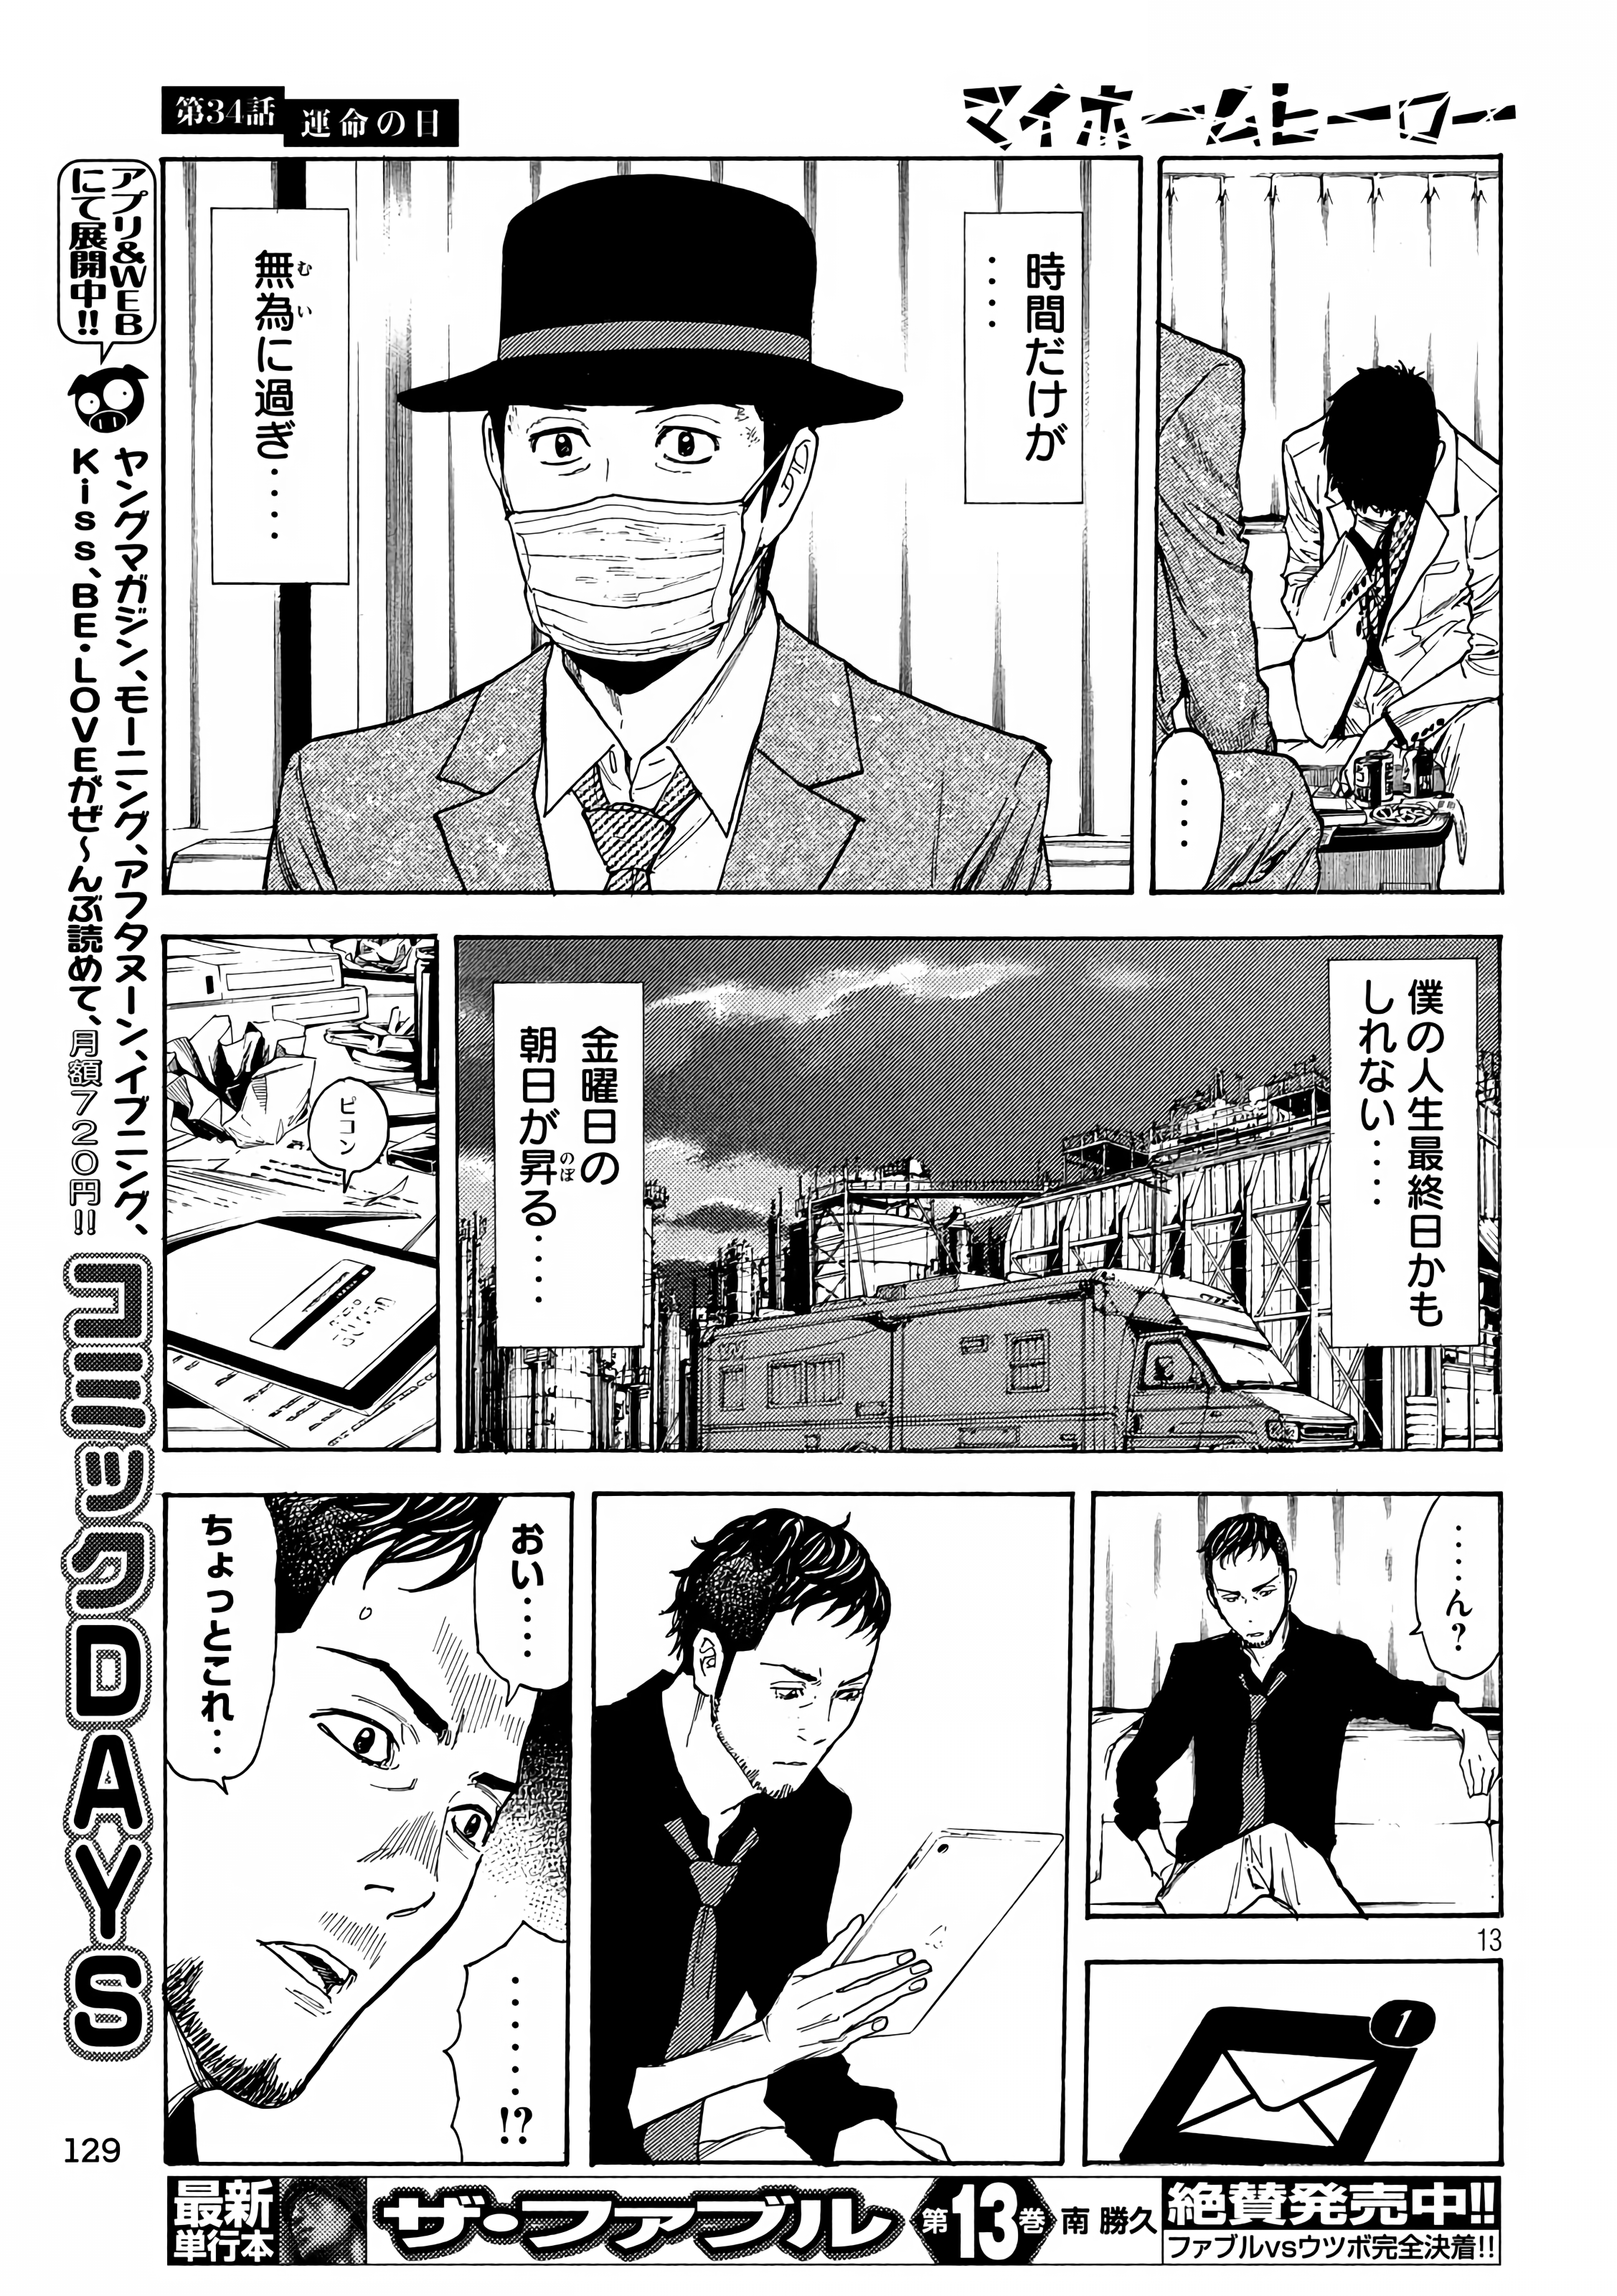 第34話
運命の日
マイホームヒーロー
‥‥
時間だけが
‥‥
無為に過ぎ‥‥
むい
僕の人生最終日かも
しれない‥‥
金曜日の
朝日が昇る‥‥
のぼ
ピコン
‥‥ん?
1
おい‥‥
ちょっとこれ‥‥
‥‥‥!?
13
アプリ&WEB
にて展開中!!
ヤングマガジン、モーニング、アフタヌーン、イブニング、
Kiss、BE・LOVEがぜ〜んぶ読めて、月額720円!!
コミックDAYS
129
最新
単行本
ザ・ファブル
第13巻
南 勝久
絶賛発売中!!
ファブルvsウツボ完全決着!!